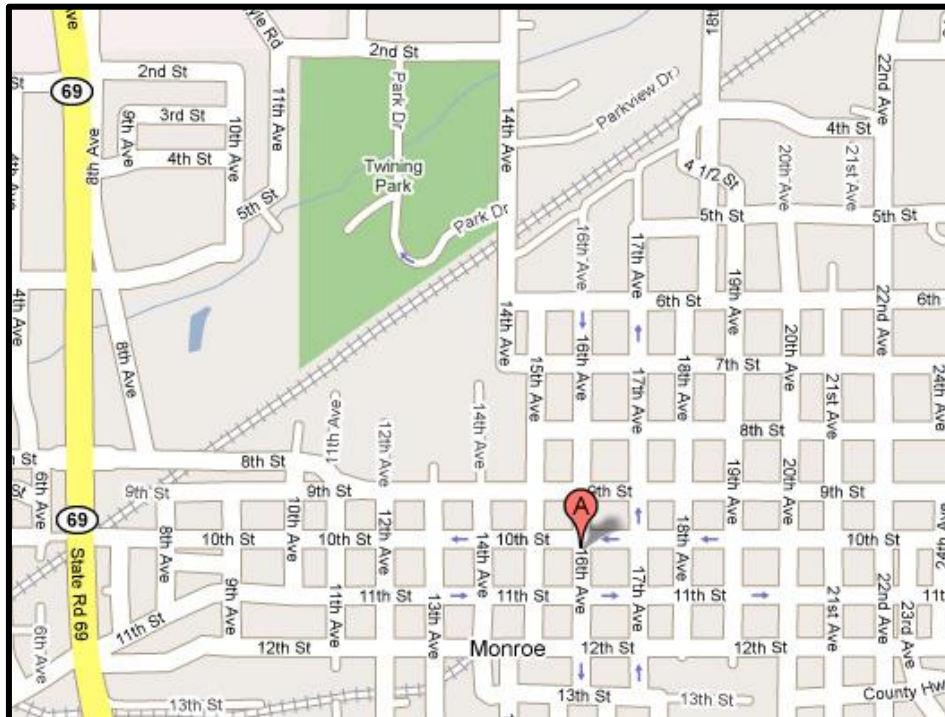 Ave
yle Rd
18t
2nd St
2nd St
69
3rd St
9th Ave
10th Ave
11th Ave
Park Dr
14th Ave
Parkview Dr
22nd Ave
4th St
8th Ave
4th St
Twining
Park
4 1/2 St
20th Ave
21st Ave
4th Ave
5th St
Park Dr
5th St
5th St
16th Ave
17th Ave
19th Ave
22nd Ave
4th Ave
6th St
6th
8th Ave
14th Ave
15th Ave
16th Ave
17th Ave
18th Ave
7th St
20th Ave
21st Ave
24th Ave
11th Ave
12th Ave
14th Ave
8th St
h St
8th St
6th Ave
9th St
9th St
10th Ave
9th St
19th Ave
20th Ave
9th St
A
69
8th Ave
10th St
12th Ave
14th Ave
10th St
16th Ave
17th Ave
18th Ave
10th St
24th Ave
State Rd 69
9th Ave
11th Ave
13th Ave
11th St
11th St
21st Ave
22nd Ave
23rd Ave
11t
6th Ave
11th St
12th St
Monroe
12th St
12th St
13th St
13th St
13th St
County Hw